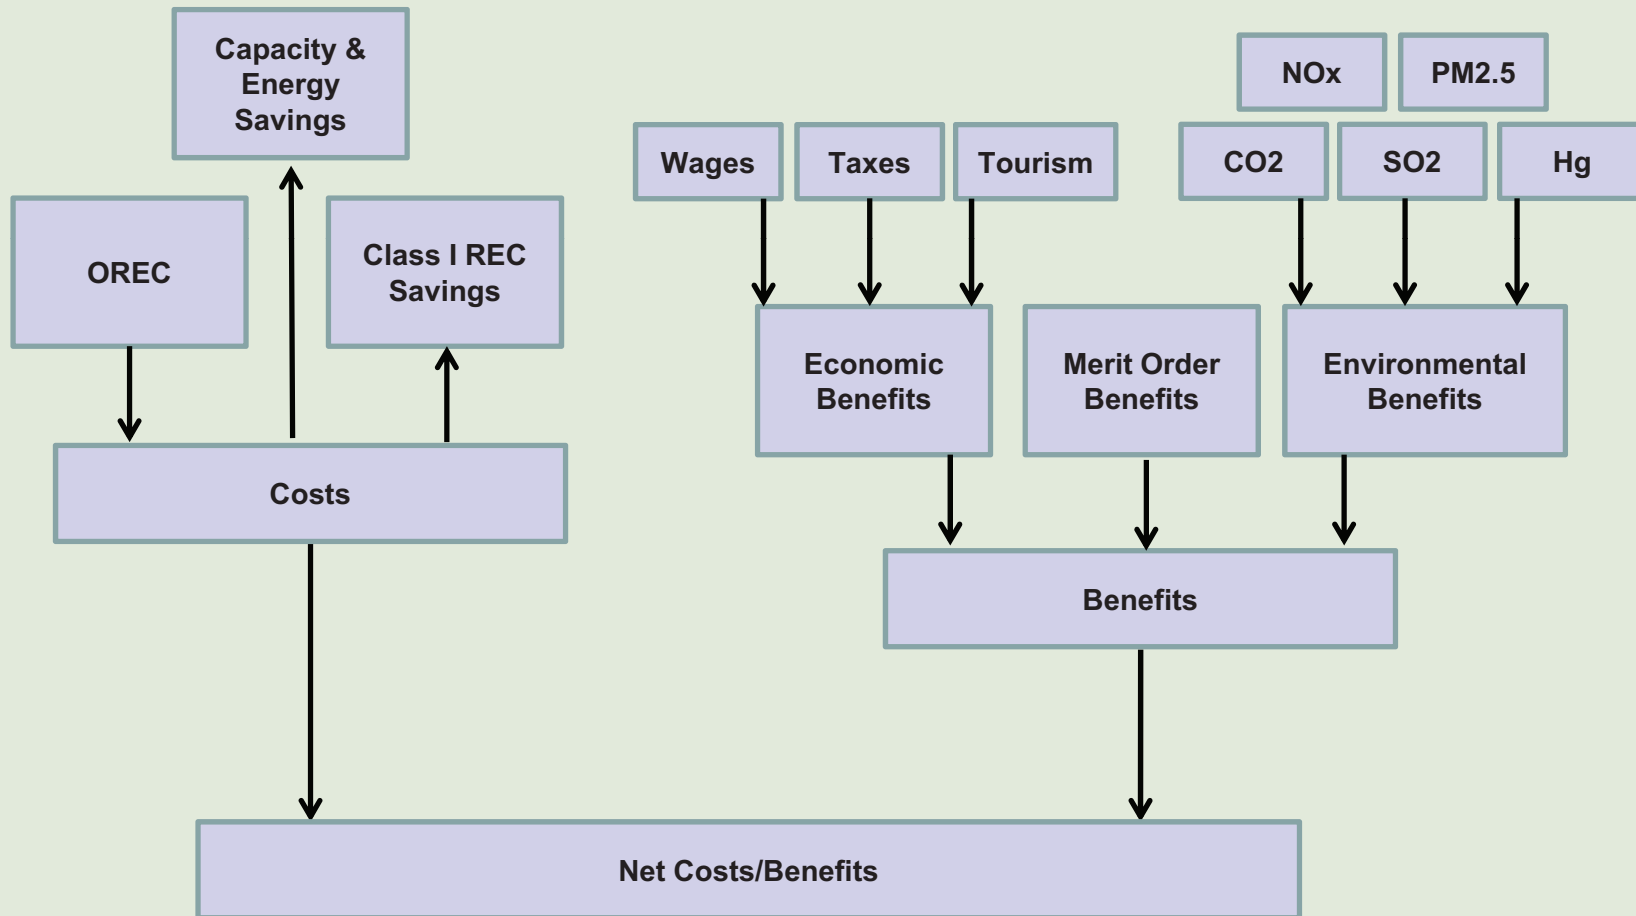 Capacity &
Energy
Savings
OREC
Class I REC
Savings
Costs
Wages
Taxes
Tourism
NOx
PM2.5
CO2
SO2
Hg
Economic
Benefits
Merit Order
Benefits
Environmental
Benefits
Benefits
Net Costs/Benefits